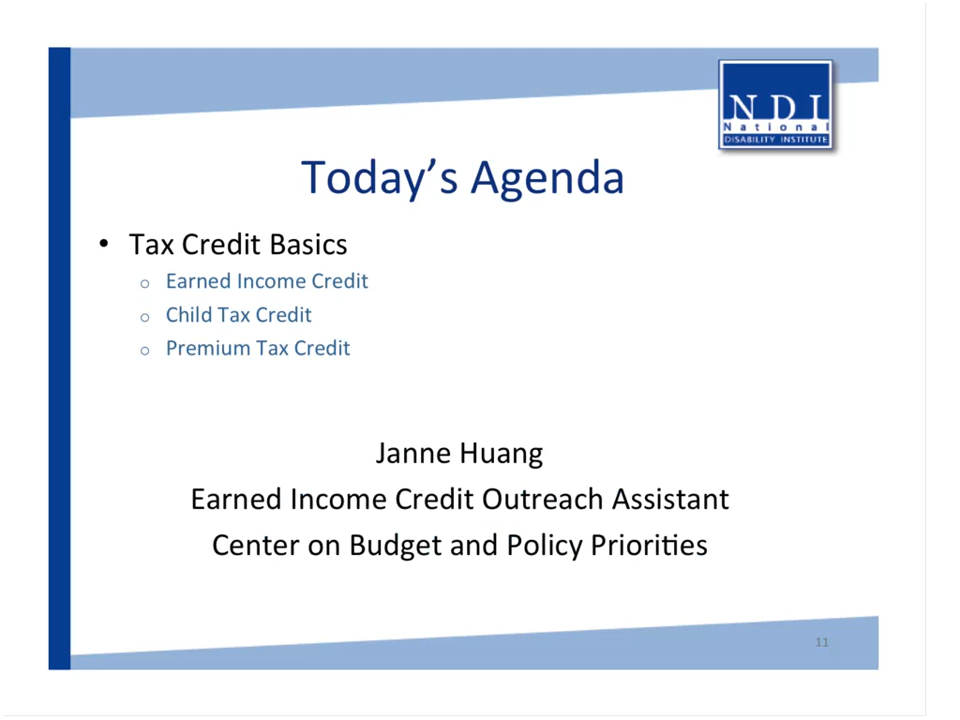 NDI
National
DISABILITY INSTITUTE
Today’s Agenda
• Tax Credit Basics
o Earned Income Credit
o Child Tax Credit
o Premium Tax Credit
Janne Huang
Earned Income Credit Outreach Assistant
Center on Budget and Policy Priorities
11